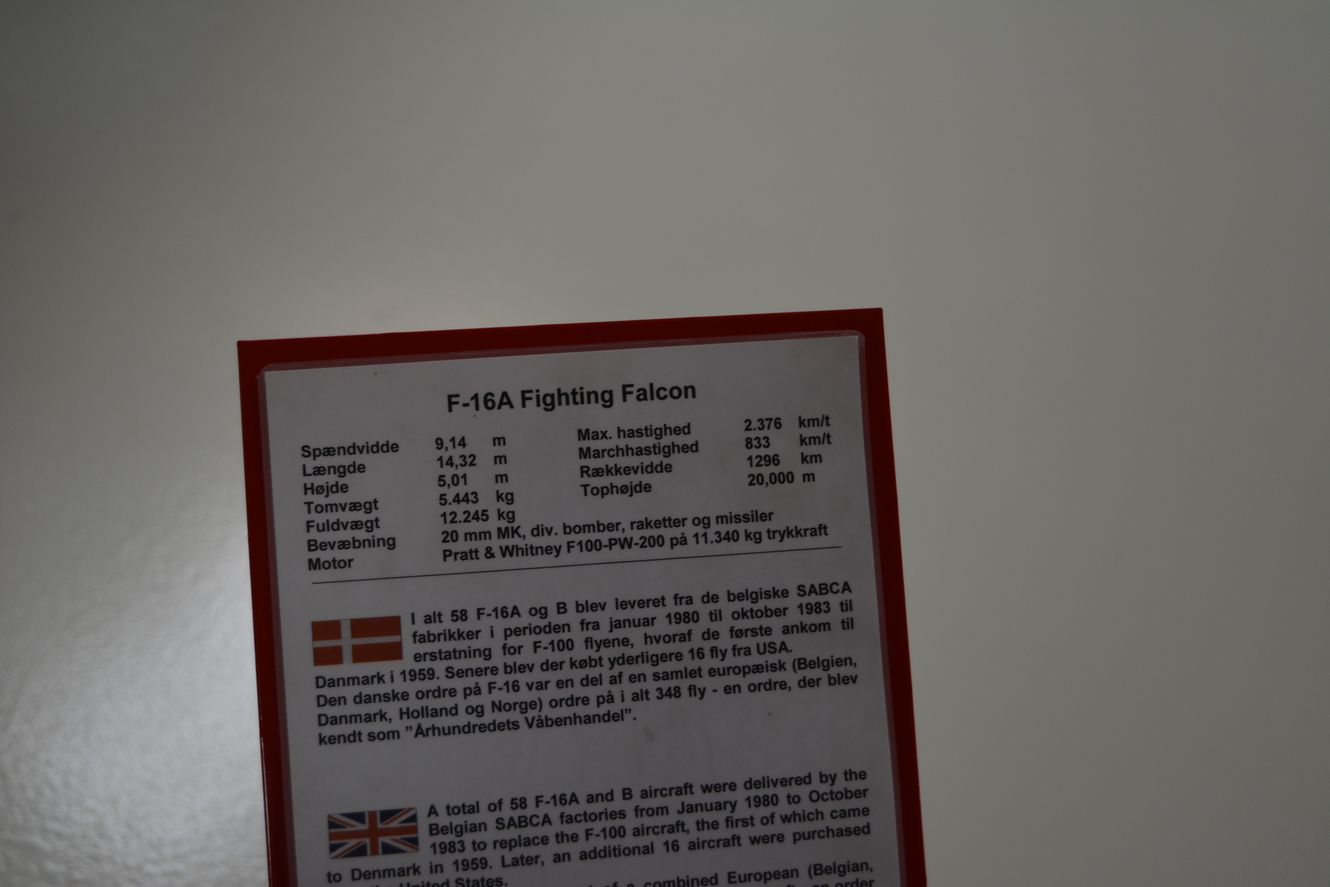 F-16A Fighting Falcon
Spændvidde 9,14 m Max. hastighed 2.376 km/t
Længde 14,32 m Marchhastighed 833 km/t
Højde 5,01 m Rækkevidde 1296 km
Tomvægt 5.443 kg Tophøjde 20,000 m
Fuldvægt 12.245 kg
Bevæbning 20 mm MK, div. bomber, raketter og missiler
Motor Pratt & Whitney F100-PW-200 på 11.340 kg trykkraft
I alt 58 F-16A og B blev leveret fra de belgiske SABCA
fabrikker i perioden fra januar 1980 til oktober 1983 til
erstatning for F-100 flyene, hvoraf de første ankom til
Danmark i 1959. Senere blev der købt yderligere 16 fly fra USA.
Den danske ordre på F-16 var en del af en samlet europæisk (Belgien,
Danmark, Holland og Norge) ordre på i alt 348 fly - en ordre, der blev
kendt som ”Århundredets Våbenhandel”.
A total of 58 F-16A and B aircraft were delivered by the
Belgian SABCA factories from January 1980 to October
1983 to replace the F-100 aircraft, the first of which came
to Denmark in 1959. Later, an additional 16 aircraft were purchased
United States.
a combined European (Belgian,
an order